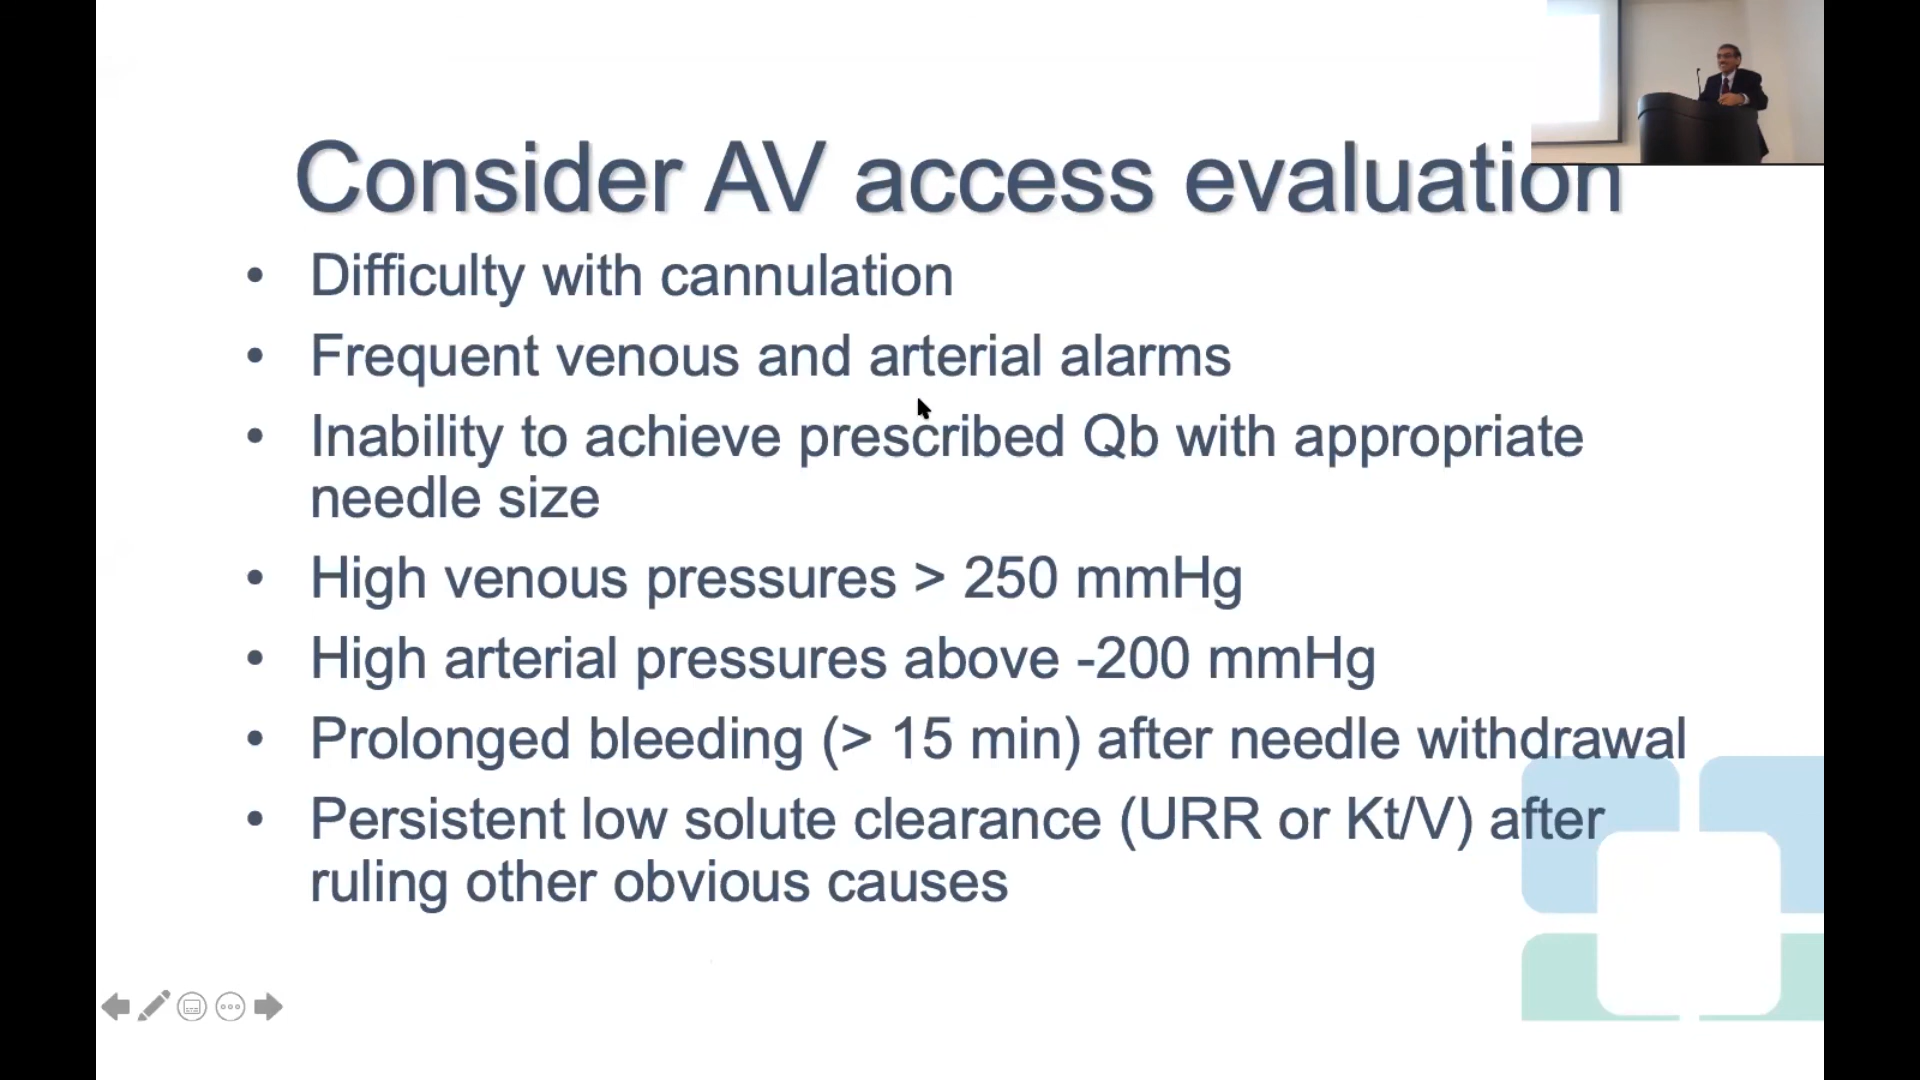 Consider AV access evaluation
• Difficulty with cannulation
• Frequent venous and arterial alarms
• Inability to achieve prescribed Qb with appropriate
needle size
• High venous pressures > 250 mmHg
• High arterial pressures above -200 mmHg
• Prolonged bleeding (> 15 min) after needle withdrawal
• Persistent low solute clearance (URR or Kt/V) after
ruling other obvious causes